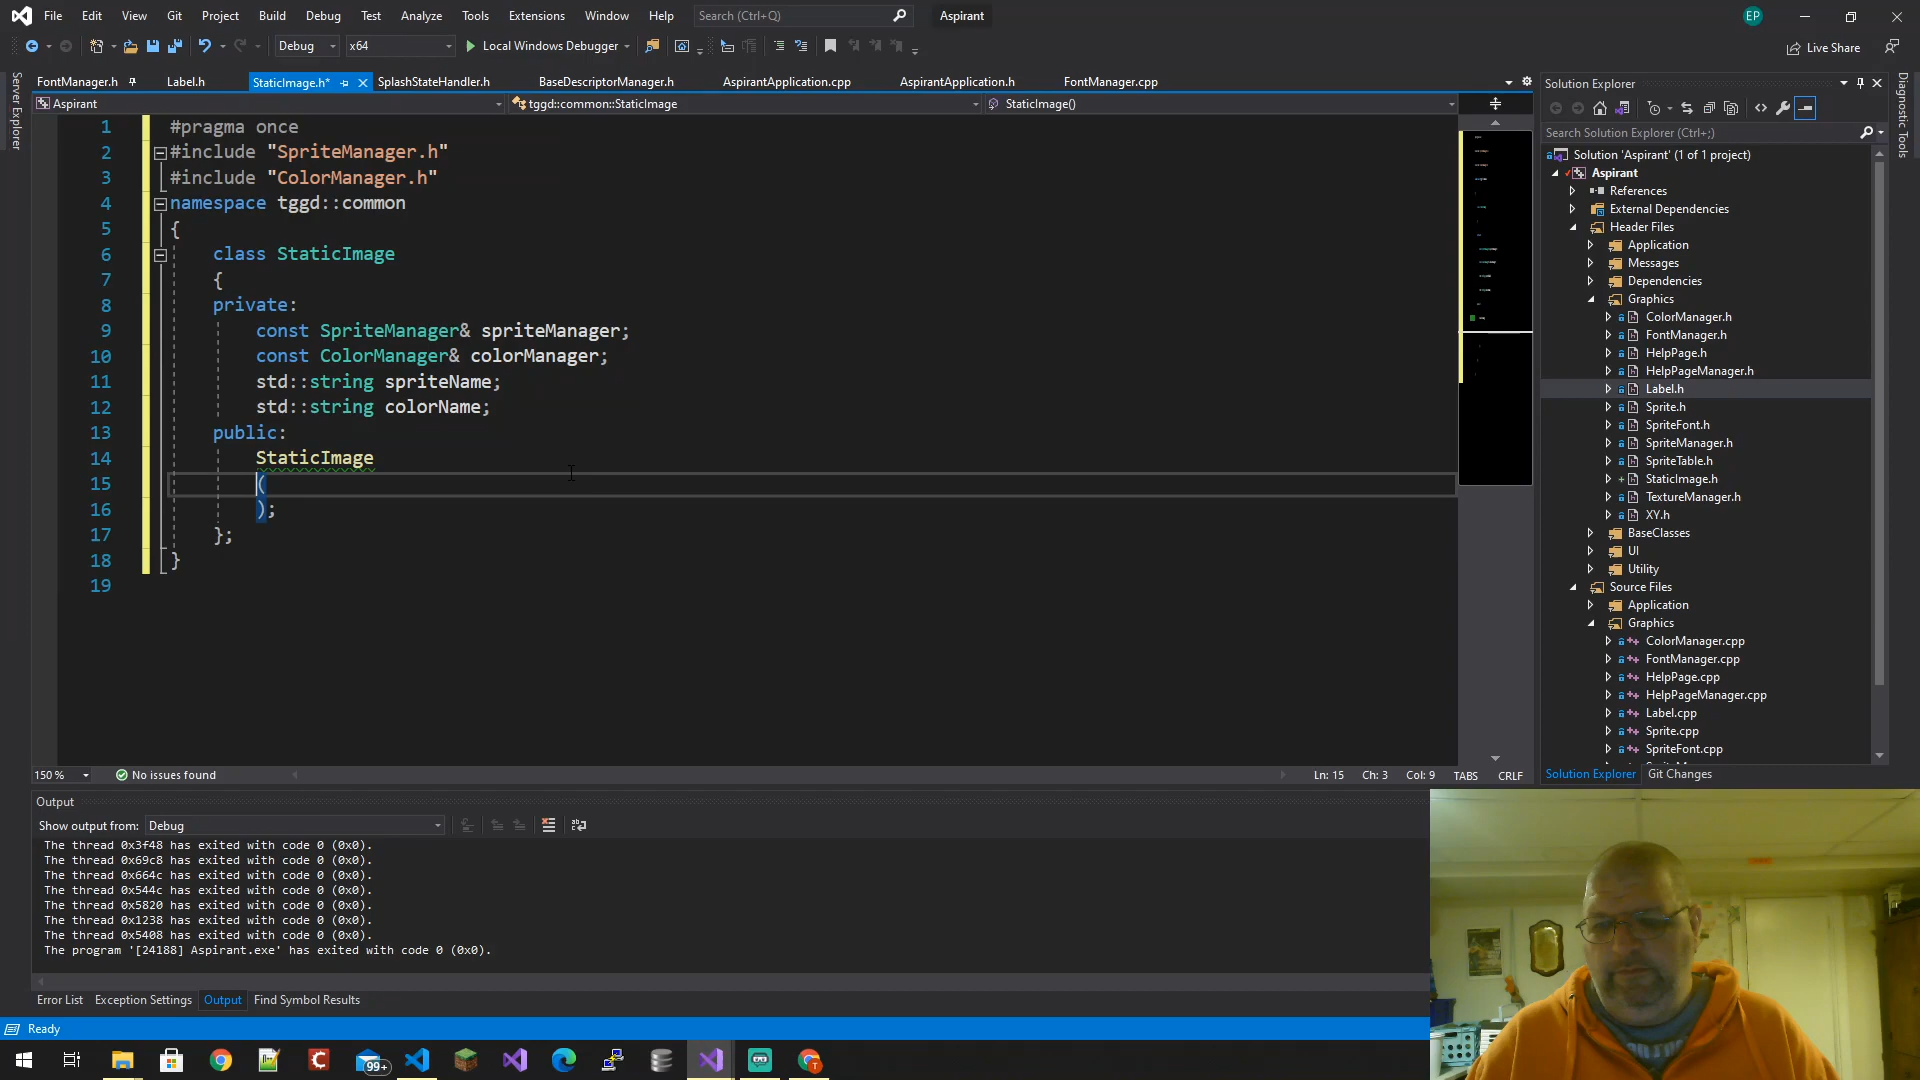 File Edit View Git Project Build Debug Test Analyze Tools Extensions Window Help Search (Ctrl+Q) Aspirant EP
Debug x64 Local Windows Debugger Live Share
FontManager.h Label.h StaticImage.h* SplashStateHandler.h BaseDescriptorManager.h AspirantApplication.cpp AspirantApplication.h FontManager.cpp
Aspirant tggd::common::StaticImage StaticImage()
Server Explorer
1 #pragma once
2 #include "SpriteManager.h"
3 #include "ColorManager.h"
4 namespace tggd::common
5 {
6 class StaticImage
7 {
8 private:
9 const SpriteManager& spriteManager;
10 const ColorManager& colorManager;
11 std::string spriteName;
12 std::string colorName;
13 public:
14 StaticImage
15 (
16 );
17 };
18 }
19
150 % No issues found Ln: 15 Ch: 3 Col: 9 TABS CRLF
Solution Explorer
Search Solution Explorer (Ctrl+;)
Solution 'Aspirant' (1 of 1 project)
Aspirant
References
External Dependencies
Header Files
Application
Messages
Dependencies
Graphics
ColorManager.h
FontManager.h
HelpPage.h
HelpPageManager.h
Label.h
Sprite.h
SpriteFont.h
SpriteManager.h
SpriteTable.h
StaticImage.h
TextureManager.h
XY.h
BaseClasses
UI
Utility
Source Files
Application
Graphics
ColorManager.cpp
FontManager.cpp
HelpPage.cpp
HelpPageManager.cpp
Label.cpp
Sprite.cpp
SpriteFont.cpp
Solution Explorer Git Changes
Diagnostic Tools
Output
Show output from: Debug
The thread 0x3f48 has exited with code 0 (0x0).
The thread 0x69c8 has exited with code 0 (0x0).
The thread 0x664c has exited with code 0 (0x0).
The thread 0x544c has exited with code 0 (0x0).
The thread 0x5820 has exited with code 0 (0x0).
The thread 0x1238 has exited with code 0 (0x0).
The thread 0x5408 has exited with code 0 (0x0).
The program '[24188] Aspirant.exe' has exited with code 0 (0x0).
Error List Exception Settings Output Find Symbol Results
Ready
99+